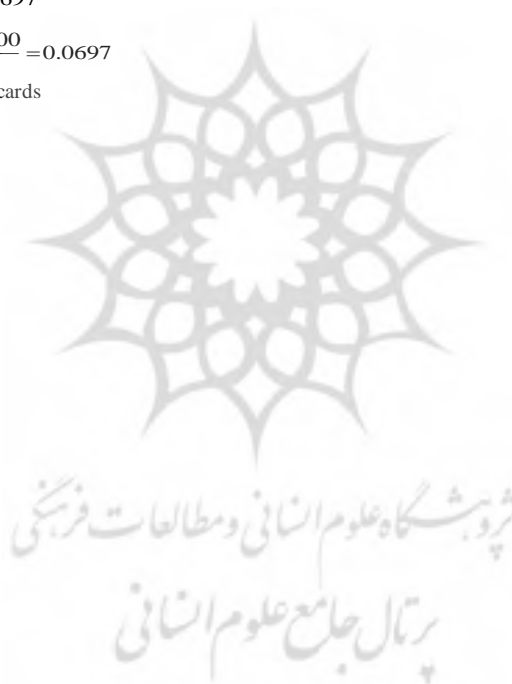 00
=0.0697
cards
پژوهشگاه علوم انسانی و مطالعات فرهنگی
پرتال جامع علوم انسانی